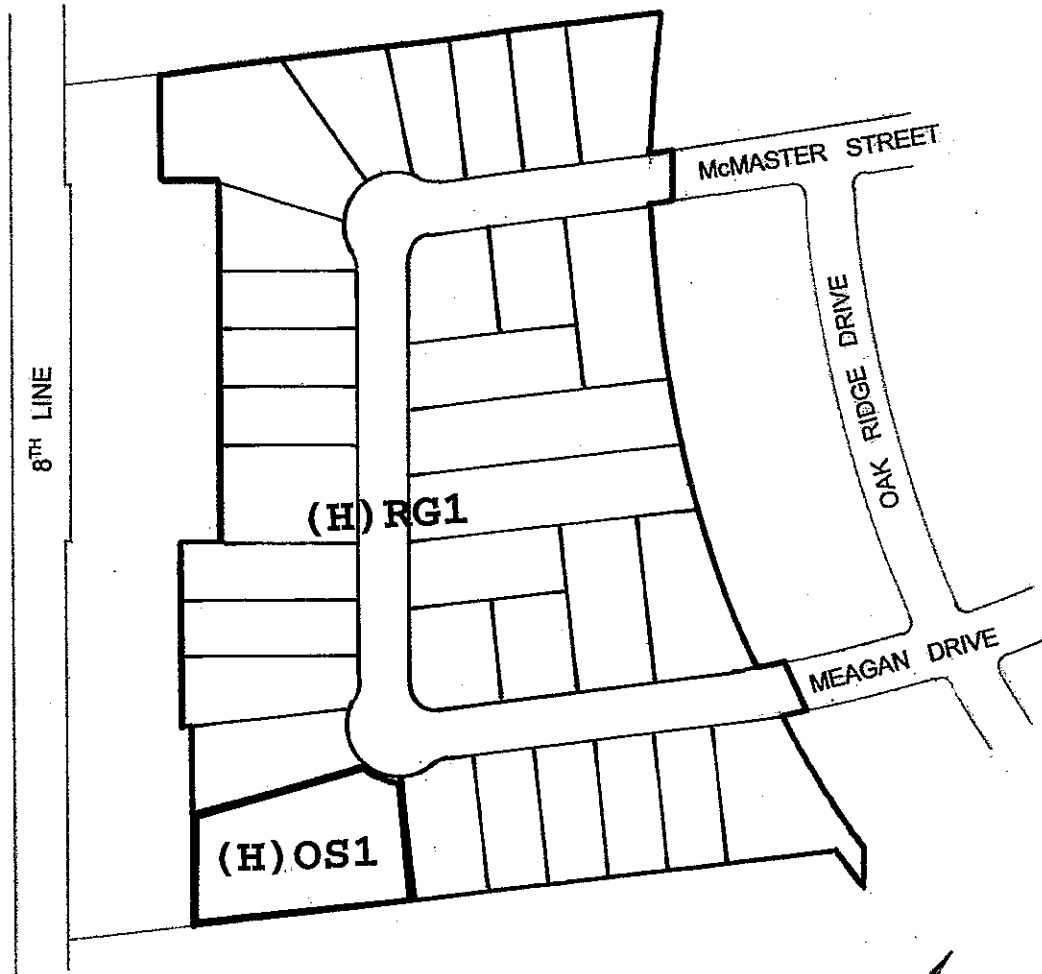 McMASTER STREET
OAK RIDGE DRIVE
8TH LINE
(H)RG1
MEAGAN DRIVE
(H)OS1